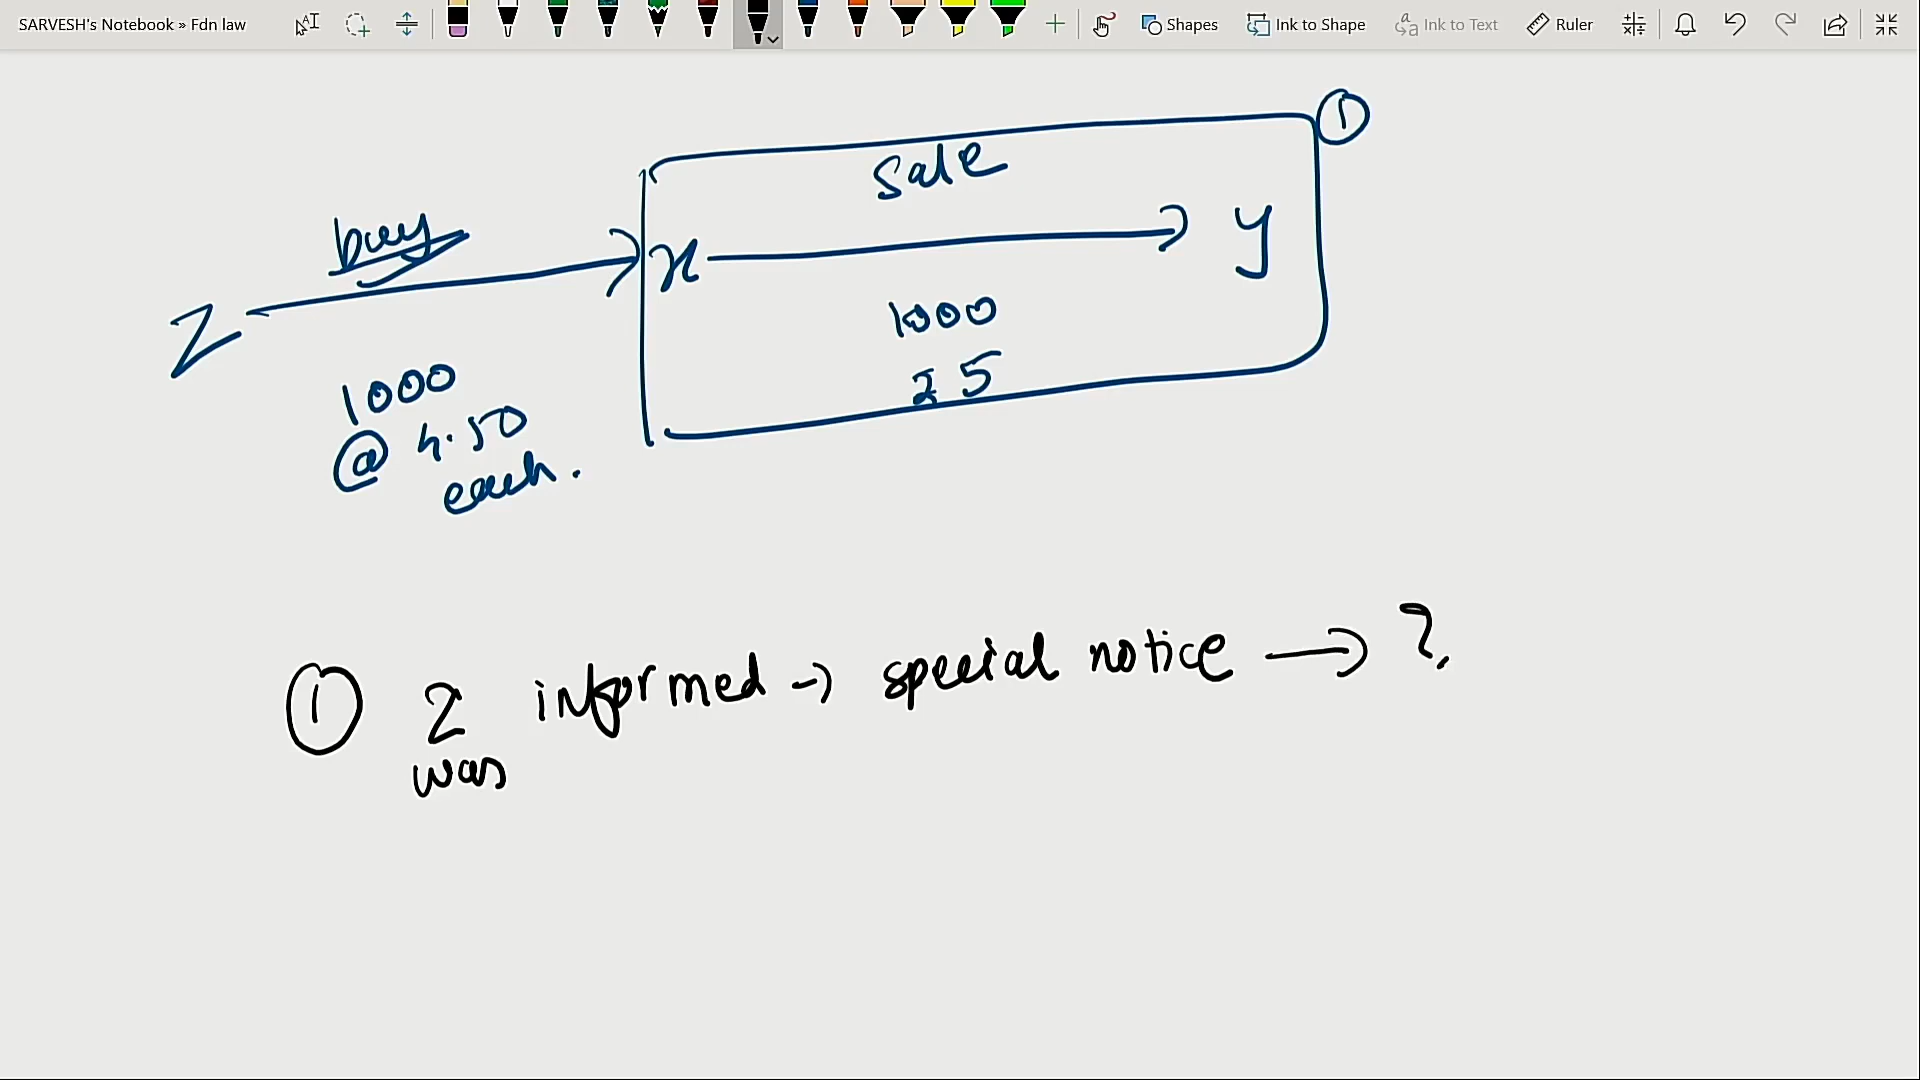 SARVESH's Notebook » Fdn law
Shapes
Ink to Shape
Ink to Text
Ruler
1
Sale
buy
Z
x
y
1000
25
1000
@ 4.50
each.
① Z informed → special notice → ?
was